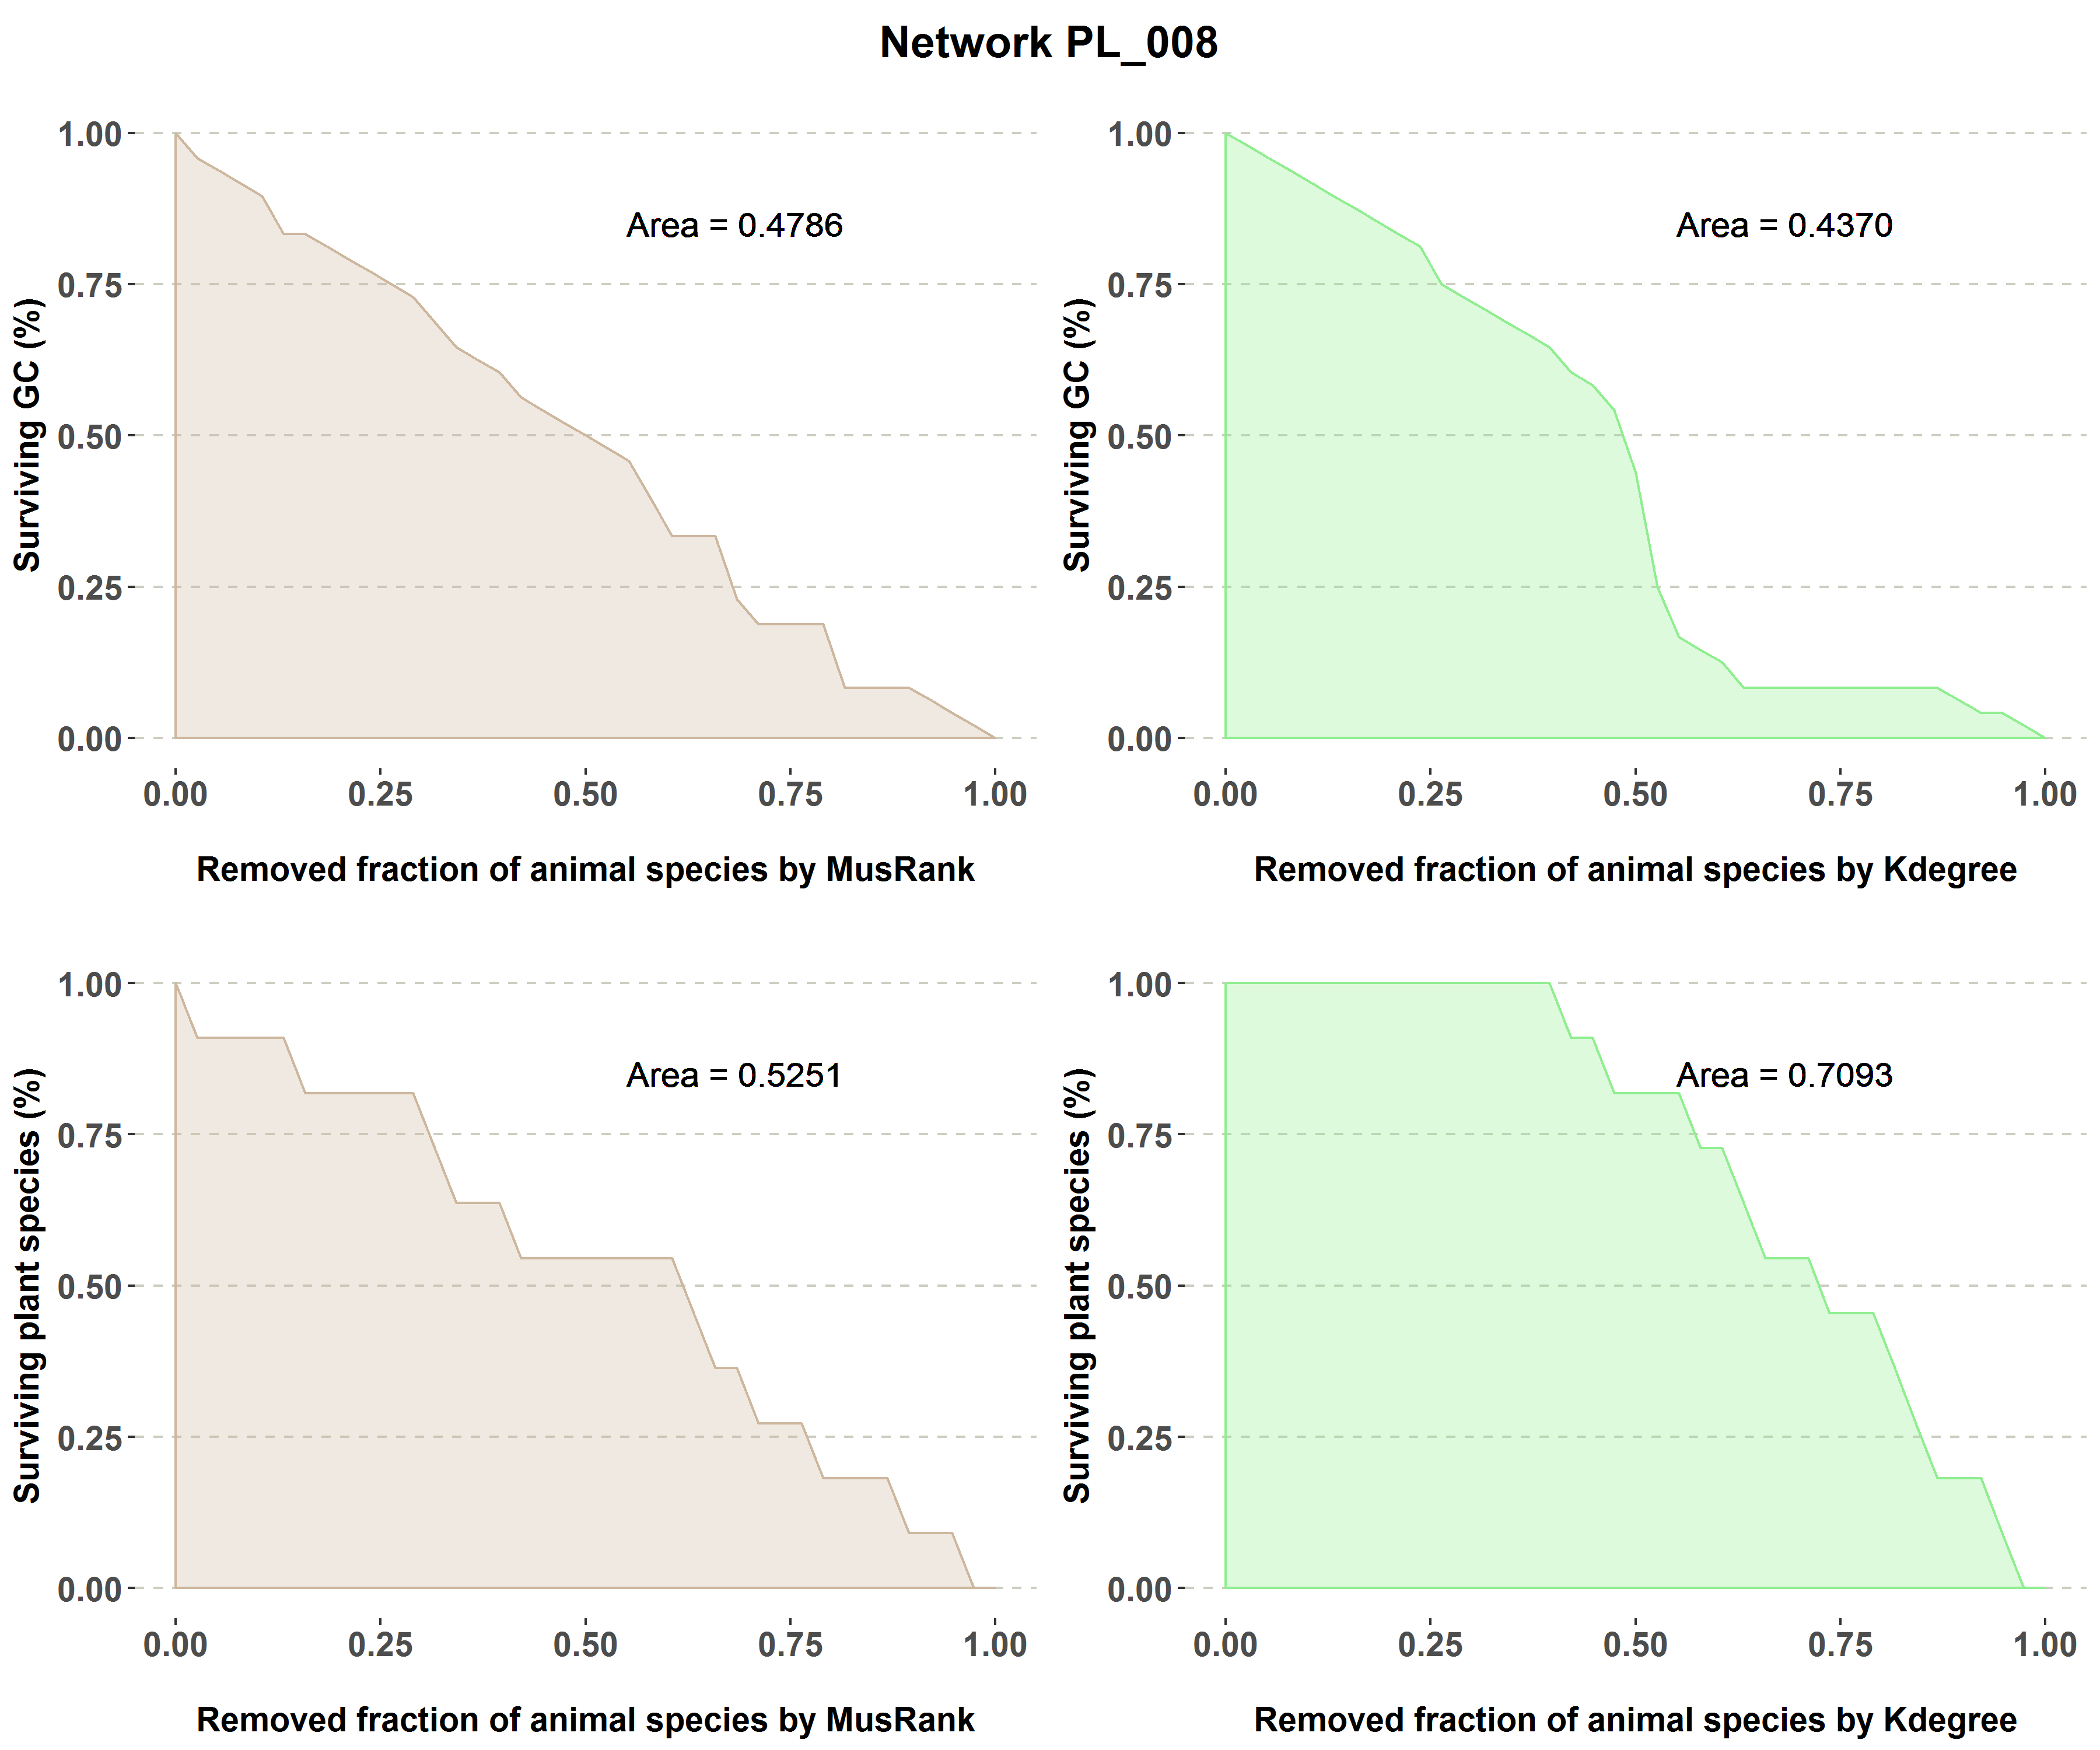 Network PL_008
Surviving GC (%)
1.00
0.75
0.50
0.25
0.00
Area = 0.4786
0.00 0.25 0.50 0.75 1.00
Removed fraction of animal species by MusRank
Surviving GC (%)
1.00
0.75
0.50
0.25
0.00
Area = 0.4370
0.00 0.25 0.50 0.75 1.00
Removed fraction of animal species by Kdegree
Surviving plant species (%)
1.00
0.75
0.50
0.25
0.00
Area = 0.5251
0.00 0.25 0.50 0.75 1.00
Removed fraction of animal species by MusRank
Surviving plant species (%)
1.00
0.75
0.50
0.25
0.00
Area = 0.7093
0.00 0.25 0.50 0.75 1.00
Removed fraction of animal species by Kdegree